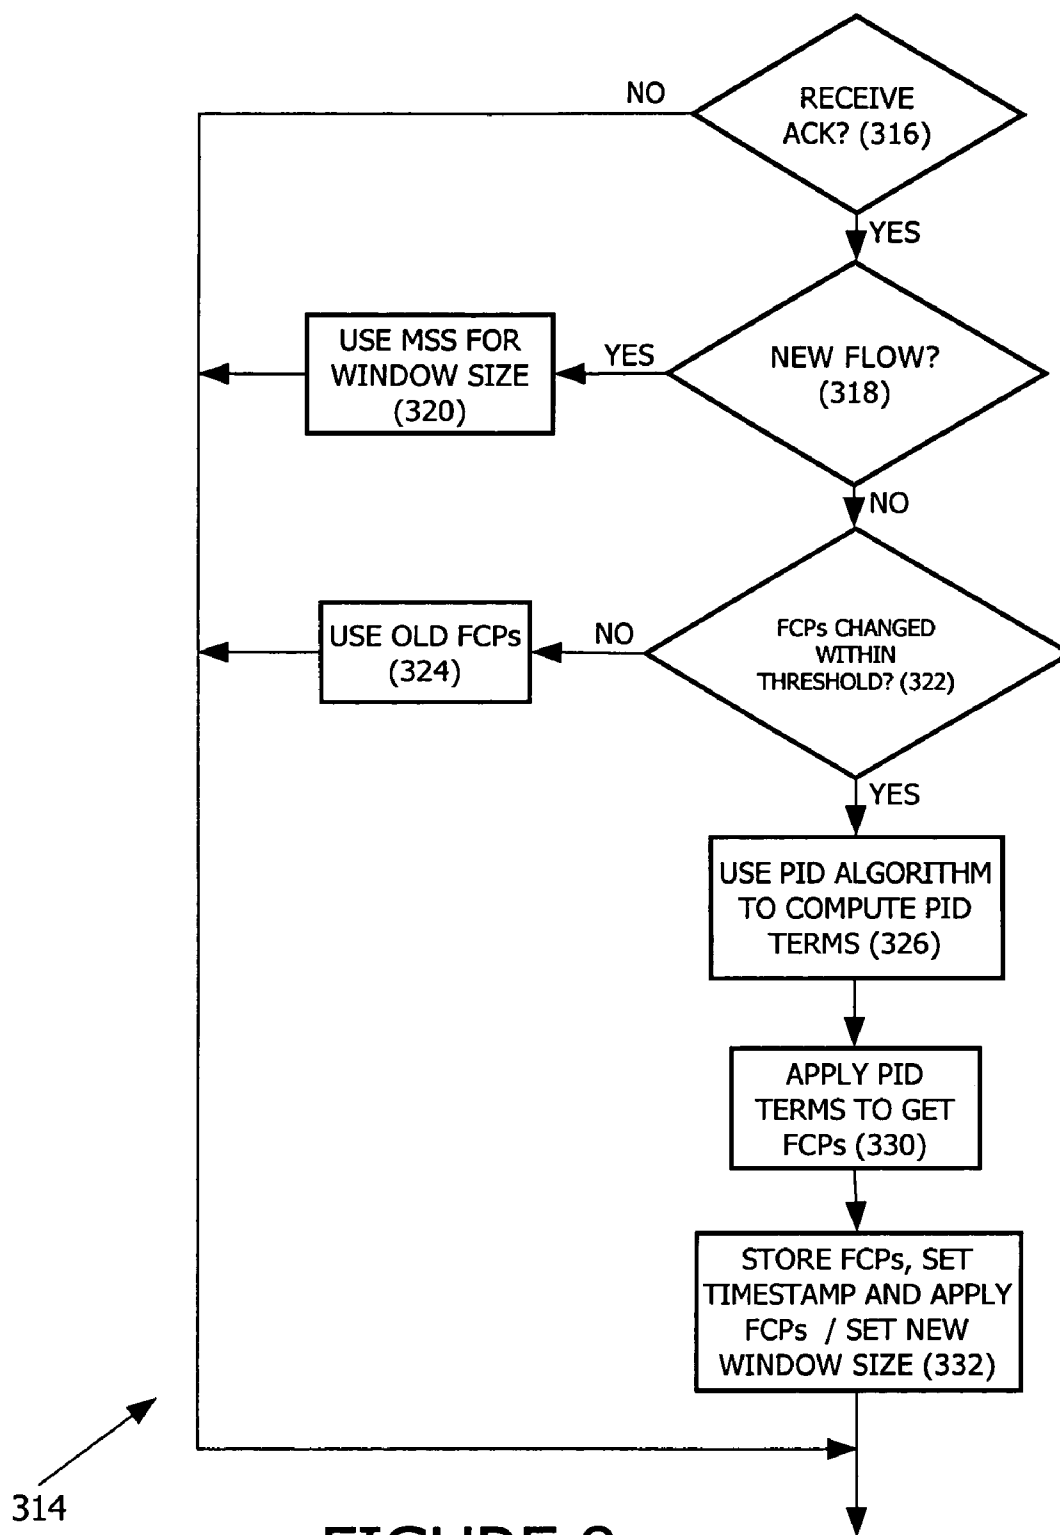 NO
RECEIVE
ACK? (316)
YES
USE MSS FOR
WINDOW SIZE
(320)
YES
NEW FLOW?
(318)
NO
USE OLD FCPs
(324)
NO
FCPs CHANGED
WITHIN
THRESHOLD? (322)
YES
USE PID ALGORITHM
TO COMPUTE PID
TERMS (326)
APPLY PID
TERMS TO GET
FCPs (330)
STORE FCPs, SET
TIMESTAMP AND APPLY
FCPs / SET NEW
WINDOW SIZE (332)
314
FIGURE